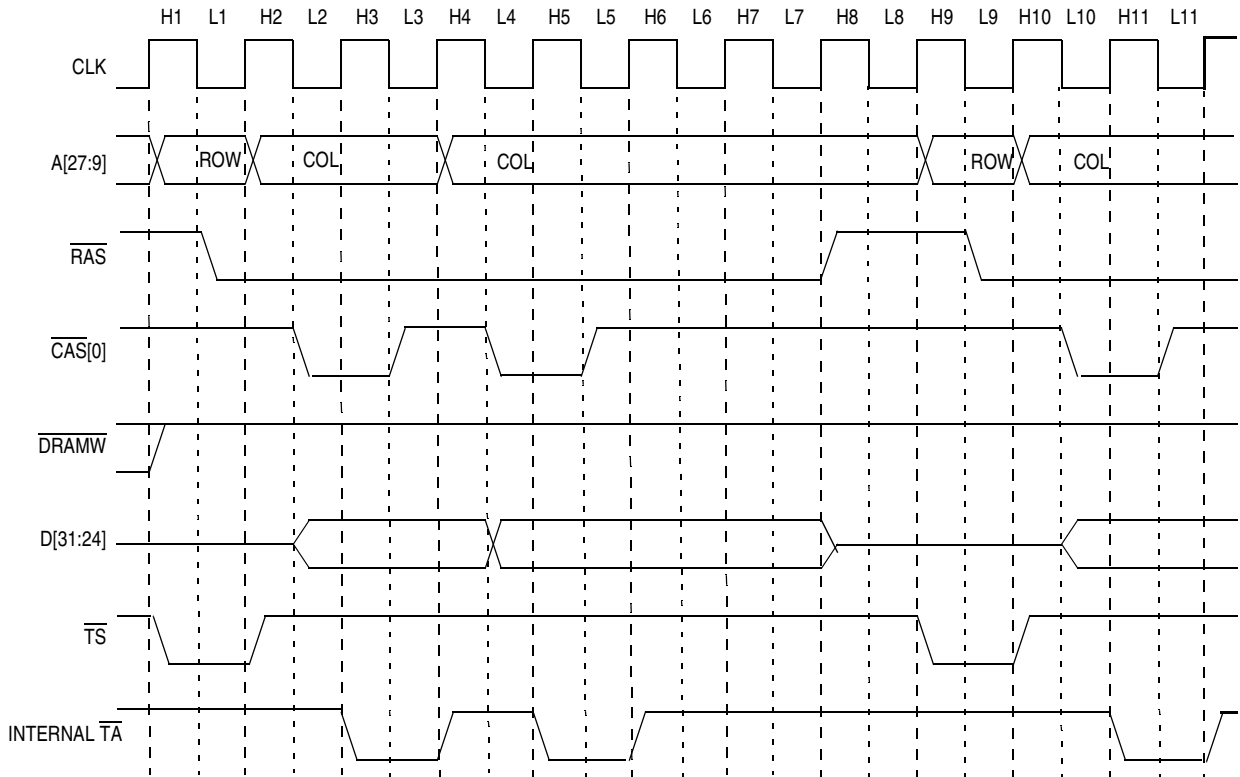 H1 L1 H2 L2 H3 L3 H4 L4 H5 L5 H6 L6 H7 L7 H8 L8 H9 L9 H10 L10 H11 L11
CLK
A[27:9] ROW COL COL ROW COL
RAS
CAS[0]
DRAMW
D[31:24]
TS
INTERNAL TA